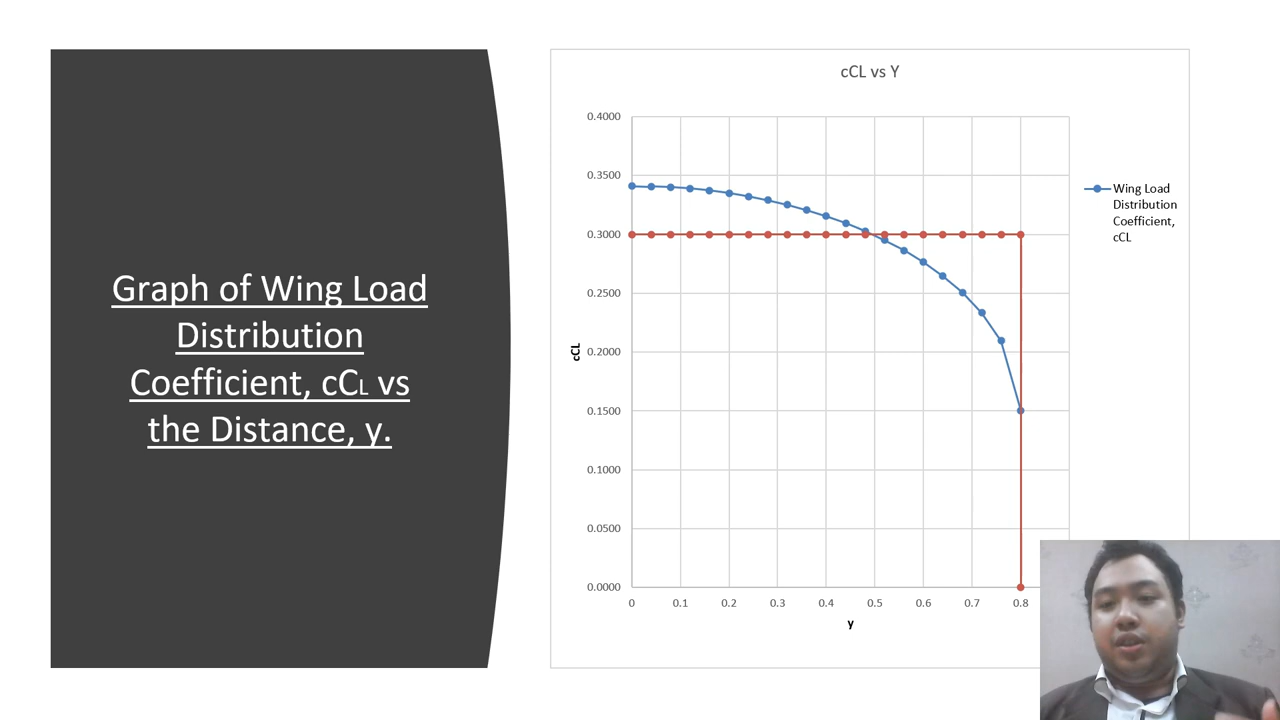 Graph of Wing Load
Distribution
Coefficient, cCL vs
the Distance, y.
cCL vs Y
0.4000
0.3500
0.3000
0.2500
0.2000
0.1500
0.1000
0.0500
0.0000
cCL
0 0.1 0.2 0.3 0.4 0.5 0.6 0.7 0.8
y
Wing Load
Distribution
Coefficient,
cCL